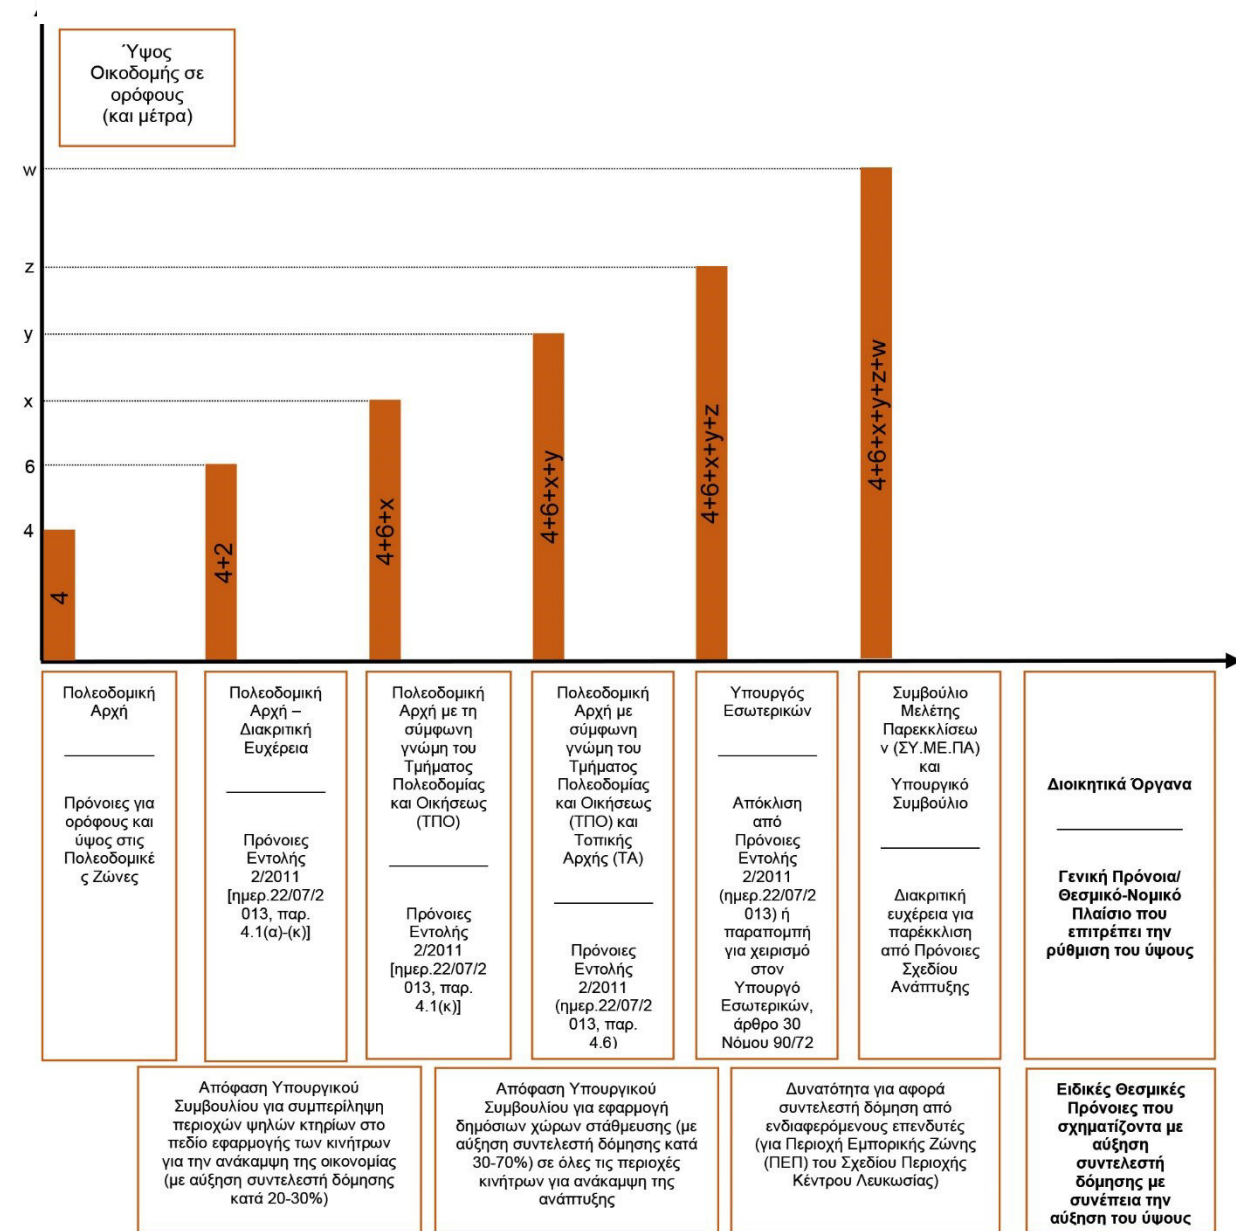 Ύψος
Οικοδομής σε
ορόφους
(και μέτρα)
w
z
y
x
6
4
4
4+2
4+6+x
4+6+x+y
4+6+x+y+z
4+6+x+y+z+w
Πολεοδομική
Αρχή
Πρόνοιες για
ορόφους και
ύψος στις
Πολεοδομικέ
ς Ζώνες
Πολεοδομική
Αρχή –
Διακριτική
Ευχέρεια
Πρόνοιες
Εντολής
2/2011
[ημερ.22/07/2
013, παρ.
4.1(α)-(κ)]
Πολεοδομική
Αρχή με τη
σύμφωνη
γνώμη του
Τμήματος
Πολεοδομίας
και Οικήσεως
(ΤΠΟ)
Πρόνοιες
Εντολής
2/2011
[ημερ.22/07/2
013, παρ.
4.1(κ)]
Πολεοδομική
Αρχή με
σύμφωνη
γνώμη του
Τμήματος
Πολεοδομίας
και Οικήσεως
(ΤΠΟ) και
Τοπικής
Αρχής (ΤΑ)
Πρόνοιες
Εντολής
2/2011
(ημερ.22/07/2
013, παρ.
4.6)
Υπουργός
Εσωτερικών
Απόκλιση
από
Πρόνοιες
Εντολής
2/2011
(ημερ.22/07/2
013) ή
παραπομπή
για χειρισμό
στον
Υπουργό
Εσωτερικών,
άρθρο 30
Νόμου 90/72
Συμβούλιο
Μελέτης
Παρεκκλίσεω
ν (ΣΥ.ΜΕ.ΠΑ)
και
Υπουργικό
Συμβούλιο
Διακριτική
ευχέρεια για
παρέκκλιση
από Πρόνοιες
Σχεδίου
Ανάπτυξης
Διοικητικά Όργανα
Γενική Πρόνοια/
Θεσμικό-Νομικό
Πλαίσιο που
επιτρέπει την
ρύθμιση του ύψους
Απόφαση Υπουργικού
Συμβουλίου για συμπερίληψη
περιοχών ψηλών κτηρίων στο
πεδίο εφαρμογής των κινήτρων
για την ανάκαμψη της οικονομίας
(με αύξηση συντελεστή δόμησης
κατά 20-30%)
Απόφαση Υπουργικού
Συμβουλίου για εφαρμογή
δημόσιων χώρων στάθμευσης (με
αύξηση συντελεστή δόμησης κατά
30-70%) σε όλες τις περιοχές
κινήτρων για ανάκαμψη της
ανάπτυξης
Δυνατότητα για αφορά
συντελεστή δόμηση από
ενδιαφερόμενους επενδυτές
(για Περιοχή Εμπορικής Ζώνης
(ΠΕΠ) του Σχεδίου Περιοχής
Κέντρου Λευκωσίας)
Ειδικές Θεσμικές
Πρόνοιες που
σχηματίζοντα με
αύξηση
συντελεστή
δόμησης με
συνέπεια την
αύξηση του ύψους